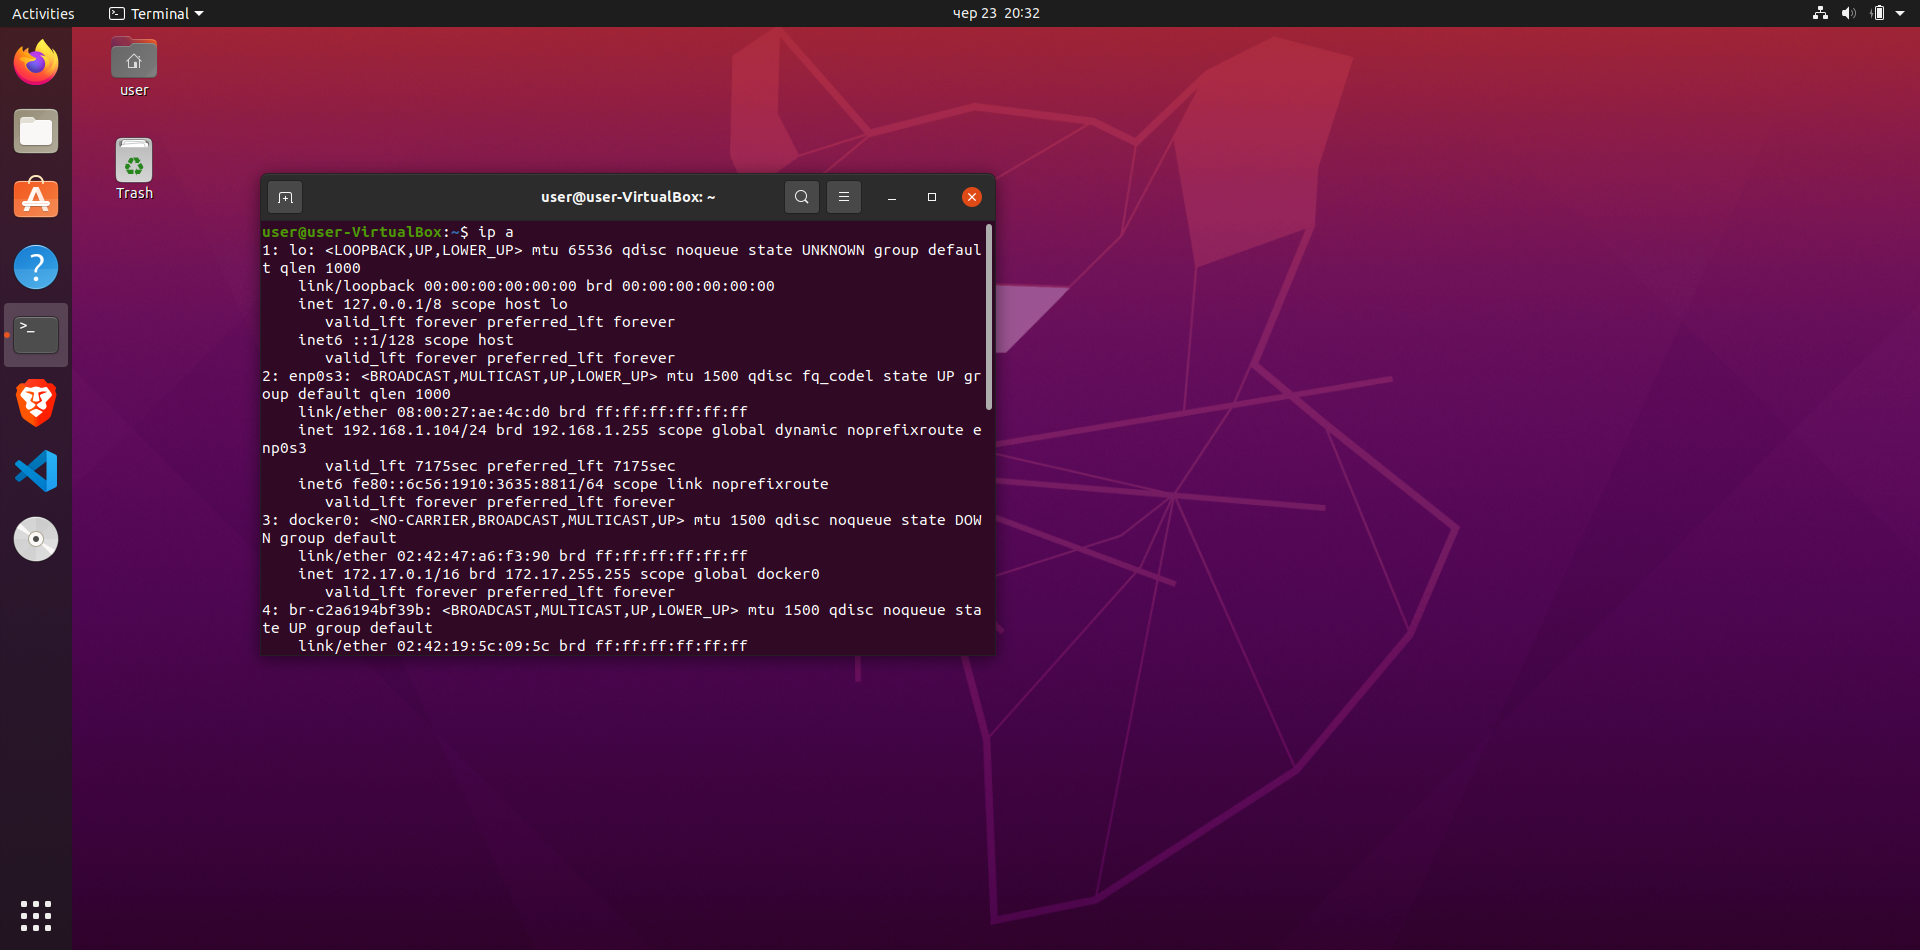 Activities
Terminal
чер 23 20:32
user
Trash
user@user-VirtualBox: ~
user@user-VirtualBox:~$ ip a
1: lo: <LOOPBACK,UP,LOWER_UP> mtu 65536 qdisc noqueue state UNKNOWN group defaul
t qlen 1000
    link/loopback 00:00:00:00:00:00 brd 00:00:00:00:00:00
    inet 127.0.0.1/8 scope host lo
       valid_lft forever preferred_lft forever
    inet6 ::1/128 scope host
       valid_lft forever preferred_lft forever
2: enp0s3: <BROADCAST,MULTICAST,UP,LOWER_UP> mtu 1500 qdisc fq_codel state UP gr
oup default qlen 1000
    link/ether 08:00:27:ae:4c:d0 brd ff:ff:ff:ff:ff:ff
    inet 192.168.1.104/24 brd 192.168.1.255 scope global dynamic noprefixroute e
np0s3
       valid_lft 7175sec preferred_lft 7175sec
    inet6 fe80::6c56:1910:3635:8811/64 scope link noprefixroute
       valid_lft forever preferred_lft forever
3: docker0: <NO-CARRIER,BROADCAST,MULTICAST,UP> mtu 1500 qdisc noqueue state DOW
N group default
    link/ether 02:42:47:a6:f3:90 brd ff:ff:ff:ff:ff:ff
    inet 172.17.0.1/16 brd 172.17.255.255 scope global docker0
       valid_lft forever preferred_lft forever
4: br-c2a6194bf39b: <BROADCAST,MULTICAST,UP,LOWER_UP> mtu 1500 qdisc noqueue sta
te UP group default
    link/ether 02:42:19:5c:09:5c brd ff:ff:ff:ff:ff:ff